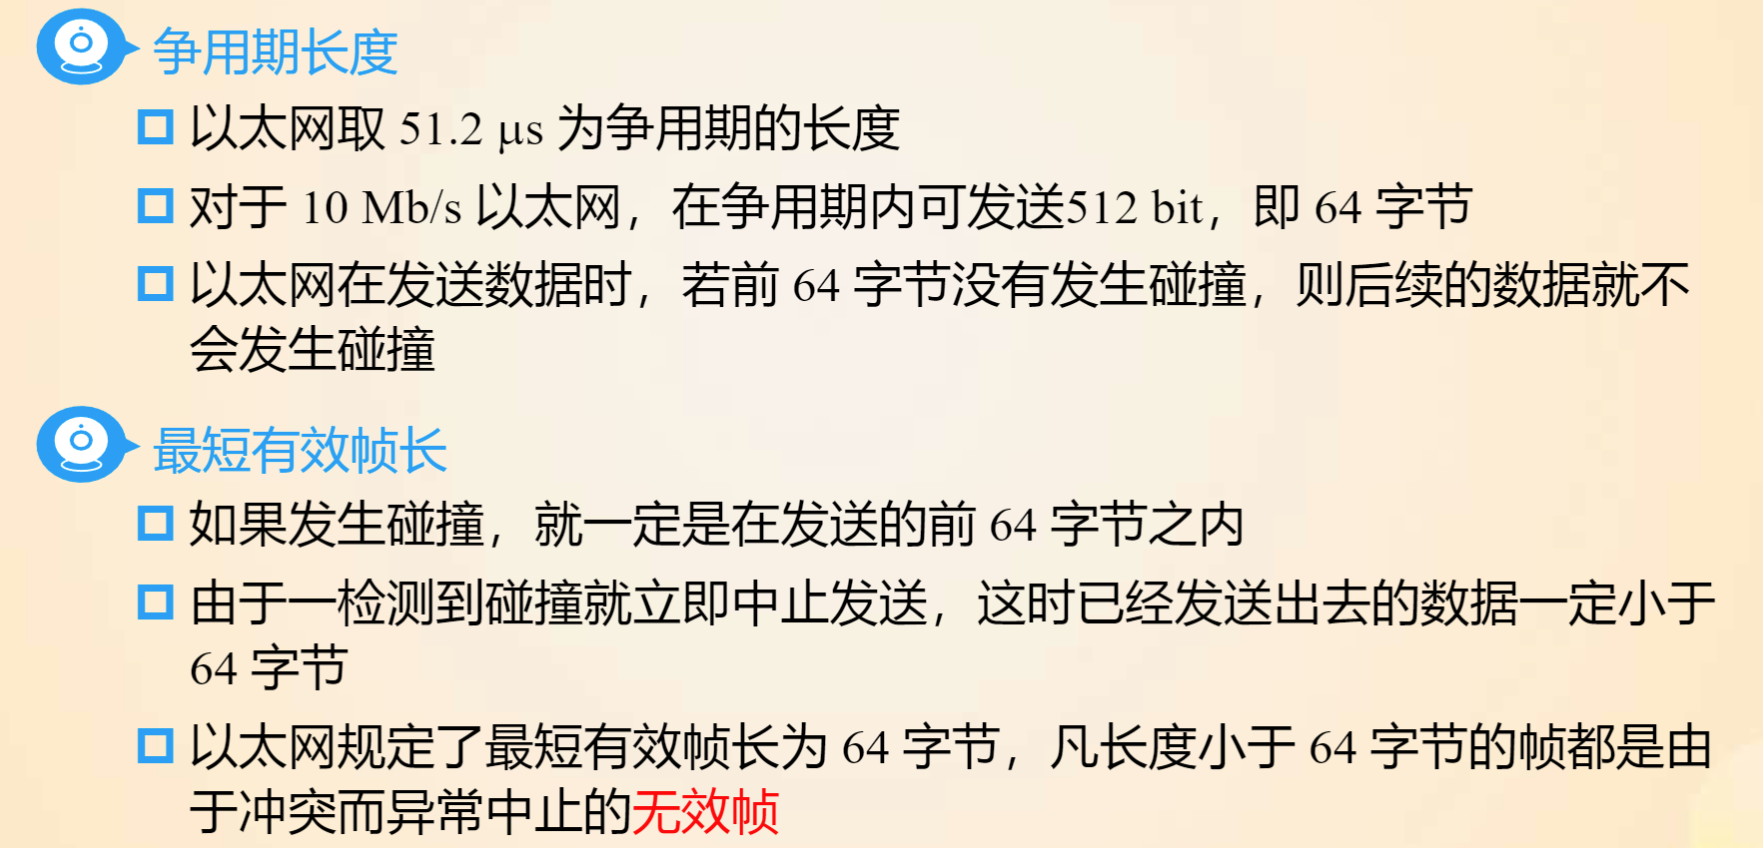 争用期长度
以太网取 51.2 μs 为争用期的长度
对于 10 Mb/s 以太网，在争用期内可发送512 bit，即 64 字节
以太网在发送数据时，若前 64 字节没有发生碰撞，则后续的数据就不
会发生碰撞
最短有效帧长
如果发生碰撞，就一定是在发送的前 64 字节之内
由于一检测到碰撞就立即中止发送，这时已经发送出去的数据一定小于
64 字节
以太网规定了最短有效帧长为 64 字节，凡长度小于 64 字节的帧都是由
于冲突而异常中止的无效帧